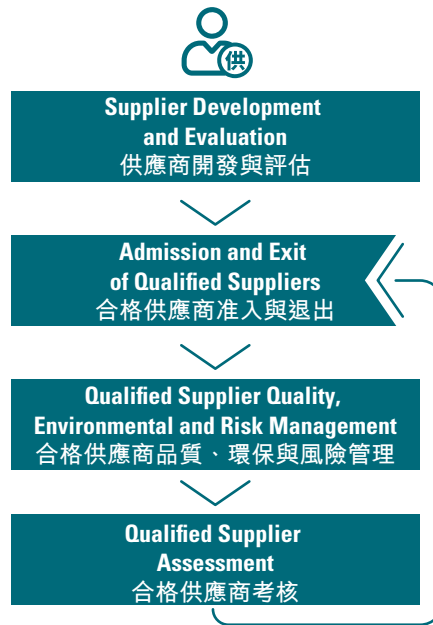 供
Supplier Development
and Evaluation
供應商開發與評估
Admission and Exit
of Qualified Suppliers
合格供應商准入與退出
Qualified Supplier Quality,
Environmental and Risk Management
合格供應商品質、環保與風險管理
Qualified Supplier
Assessment
合格供應商考核